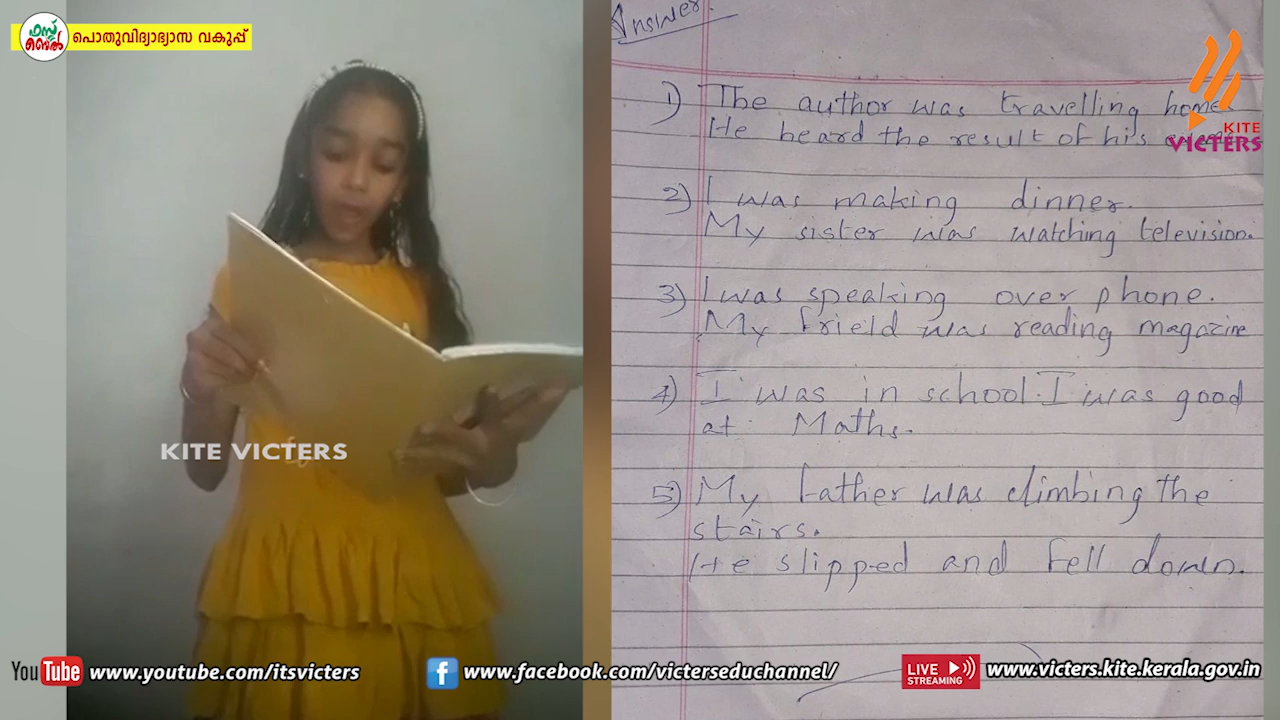 ഫസ്റ്റ് ബെൽ
പൊതുവിദ്യാഭ്യാസ വകുപ്പ്
KITE VICTERS
Answer.
KITE
VICTERS
1) The author was travelling home.
He heard the result of his
2) I was making dinner.
My sister was watching television.
3) I was speaking over phone.
My frield was reading magazine
4) I was in school. I was good
at Maths.
5) My father was climbing the
stairs.
He slipped and fell down.
YouTube www.youtube.com/itsvicters
f www.facebook.com/victerseduchannel/
LIVE
STREAMING
www.victers.kite.kerala.gov.in